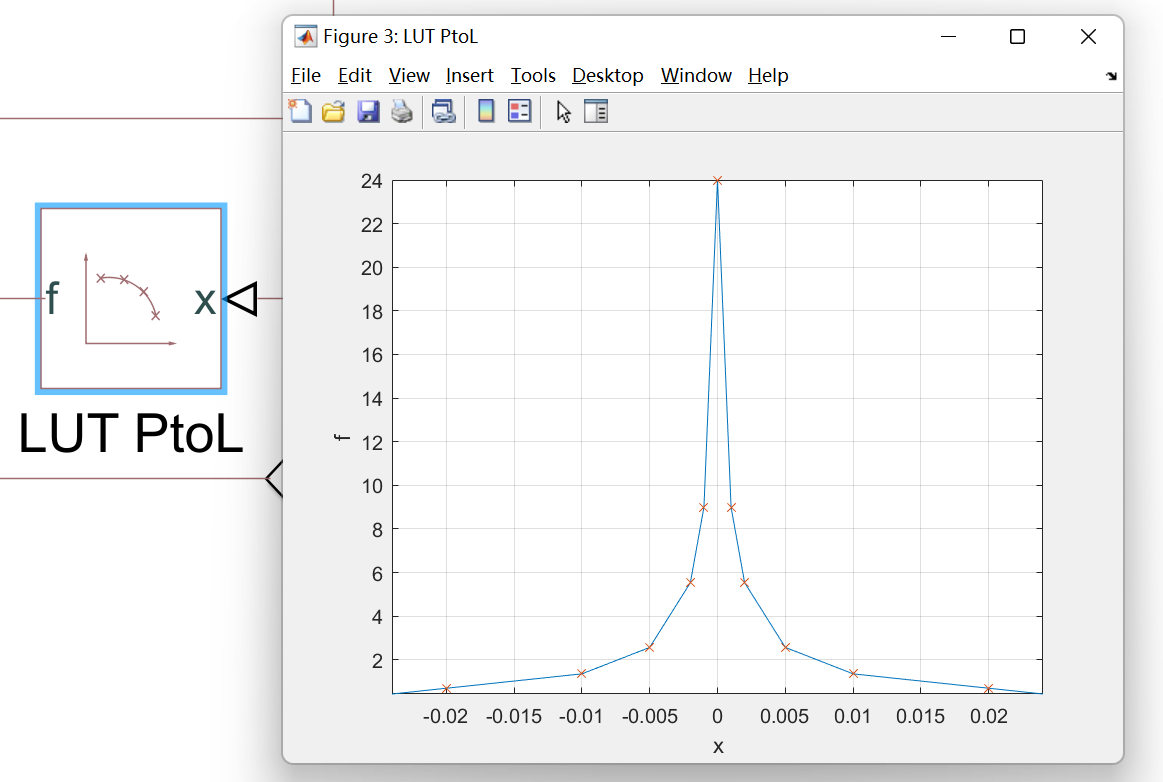 Figure 3: LUT PtoL
File Edit View Insert Tools Desktop Window Help
f
x
LUT PtoL
24
22
20
18
16
14
12
10
8
6
4
2
f
-0.02 -0.015 -0.01 -0.005 0 0.005 0.01 0.015 0.02
x